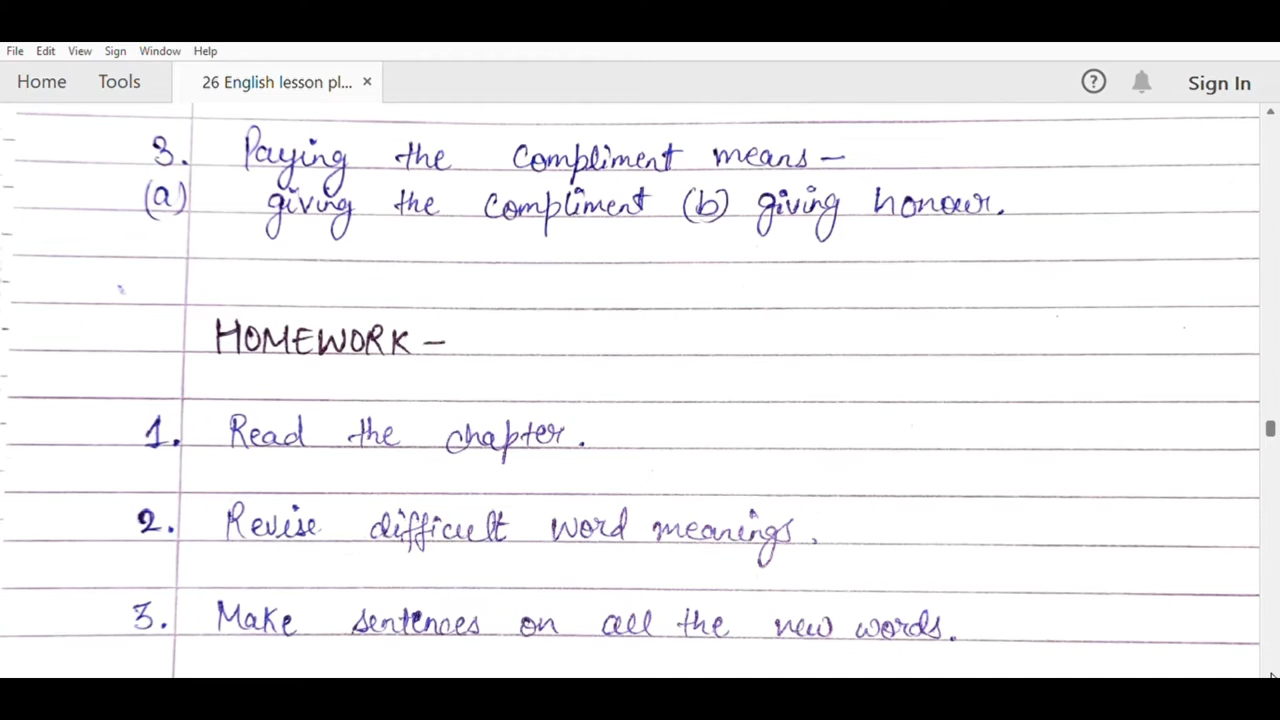 File Edit View Sign Window Help
Home Tools 26 English lesson pl... × ? Sign In
3. Paying the compliment means –
(a) giving the compliment (b) giving honour.
HOMEWORK –
1. Read the chapter.
2. Revise difficult word meanings.
3. Make sentences on all the new words.